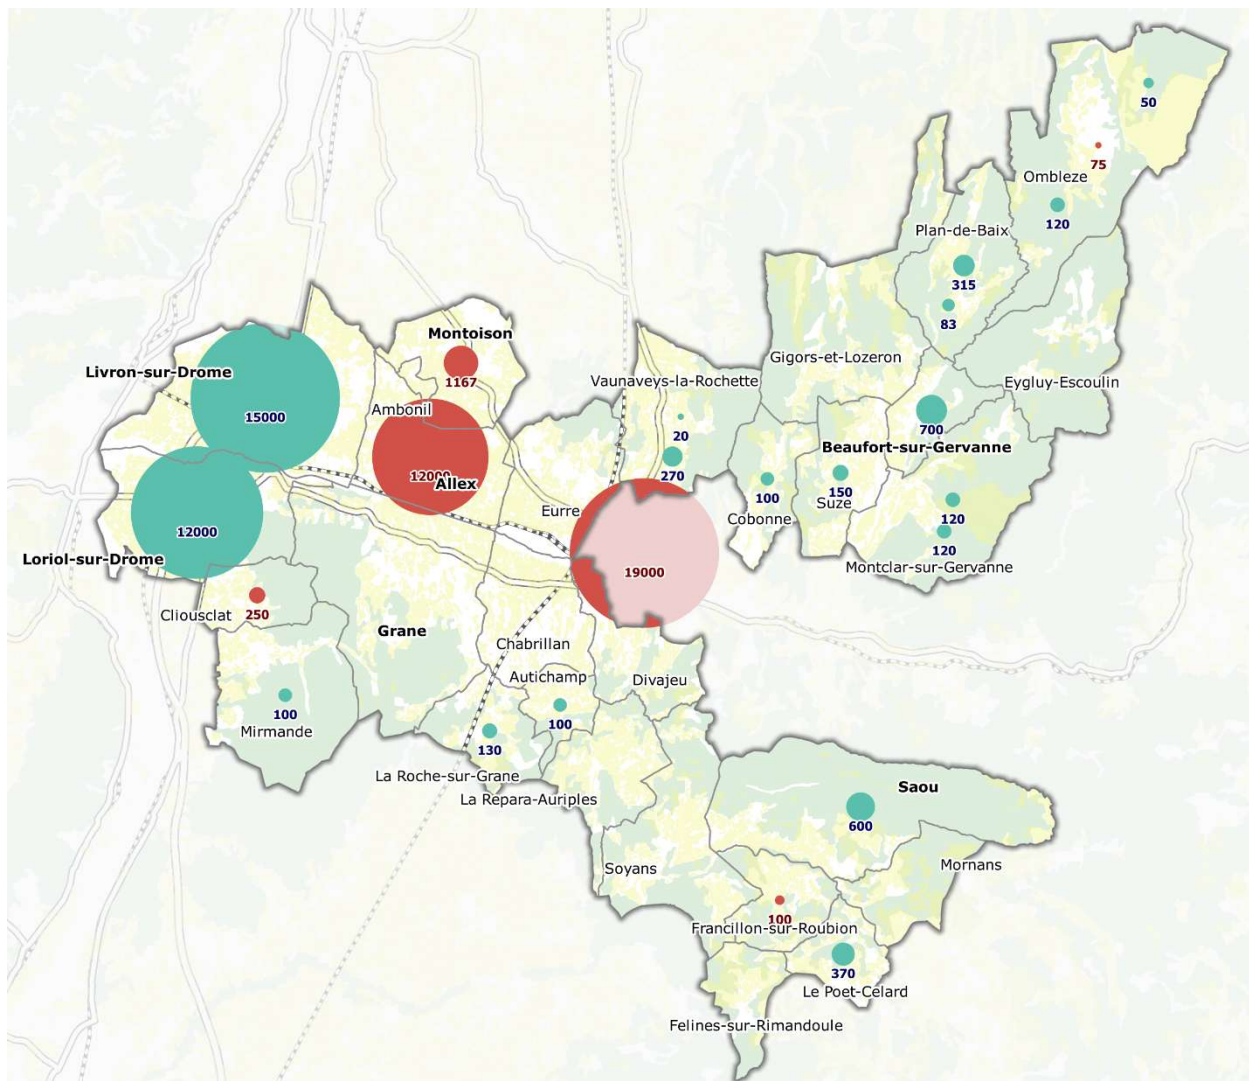 50
75
Ombleze
120
Plan-de-Baix
315
83
Montoison
1167
Gigors-et-Lozeron
Livron-sur-Drome
Vaunaveys-la-Rochette
Eygluy-Escoulin
Ambonil
15000
20
700
Beaufort-sur-Gervanne
12000
Allex
270
100
150
Suze
Eurre
Cobonne
120
12000
120
Loriol-sur-Drome
Montclar-sur-Gervanne
19000
Cliousclat
250
Grane
Chabrillan
Autichamp
Divajeu
100
Mirmande
100
130
La Roche-sur-Grane
La Repara-Auriples
Saou
600
Soyans
Mornans
100
Francillon-sur-Roubion
370
Le Poet-Celard
Felines-sur-Rimandoule